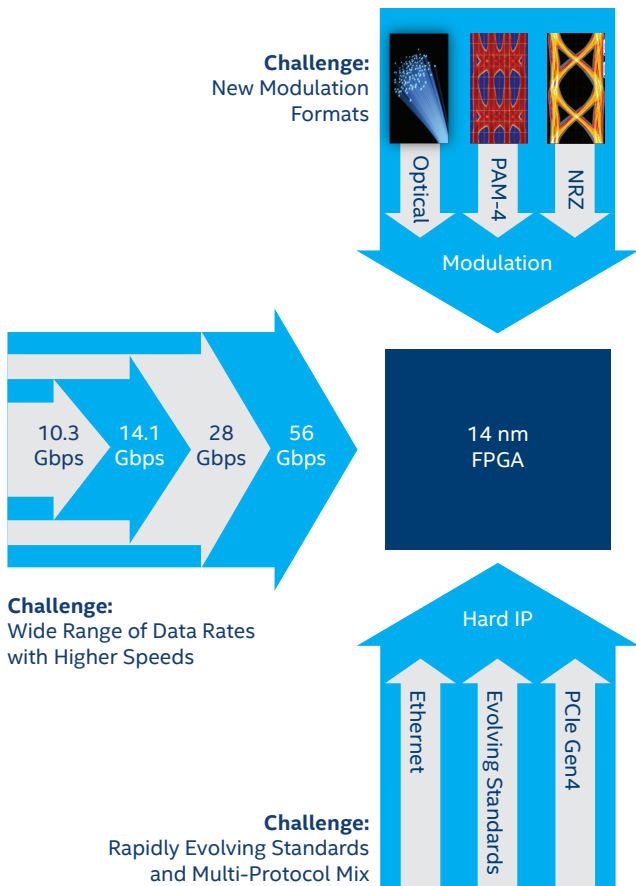 Challenge:
New Modulation
Formats
Optical
PAM-4
NRZ
Modulation
10.3
Gbps
14.1
Gbps
28
Gbps
56
Gbps
14 nm
FPGA
Challenge:
Wide Range of Data Rates
with Higher Speeds
Hard IP
Ethernet
Evolving Standards
PCIe Gen4
Challenge:
Rapidly Evolving Standards
and Multi-Protocol Mix